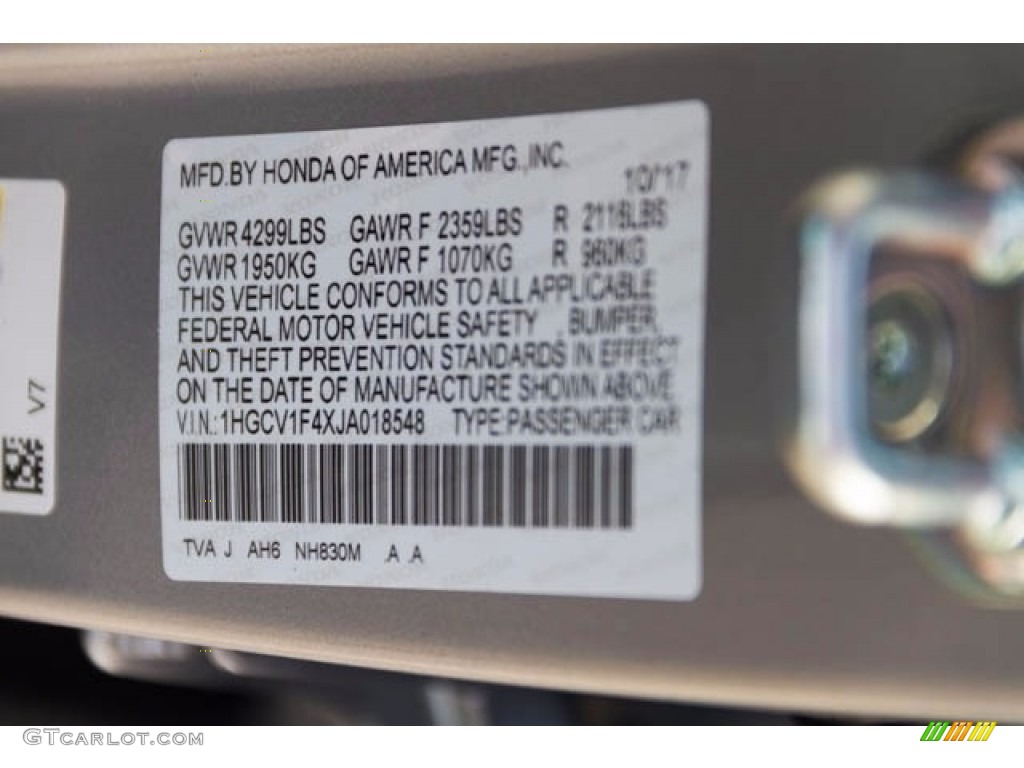 MFD.BY HONDA OF AMERICA MFG.,INC.
10/17
GVWR 4299LBS GAWR F 2359LBS R 2116LBS
GVWR 1950KG GAWR F 1070KG R 960KG
THIS VEHICLE CONFORMS TO ALL APPLICABLE
FEDERAL MOTOR VEHICLE SAFETY , BUMPER,
AND THEFT PREVENTION STANDARDS IN EFFECT
ON THE DATE OF MANUFACTURE SHOWN ABOVE.
V.I.N.: 1HGCV1F4XJA018548 TYPE:PASSENGER CAR
TVA J AH6 NH830M A A
V7
GTCARLOT.COM